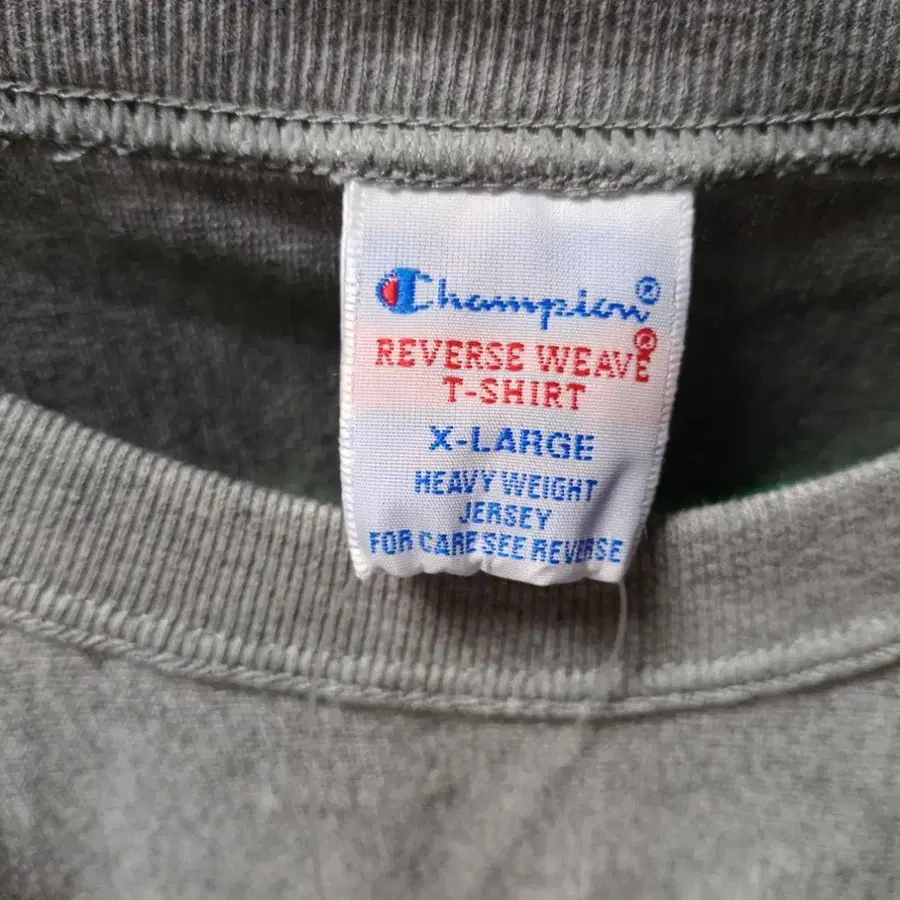 Champion®
REVERSE WEAVE®
T-SHIRT
X-LARGE
HEAVY WEIGHT
JERSEY
FOR CARE SEE REVERSE